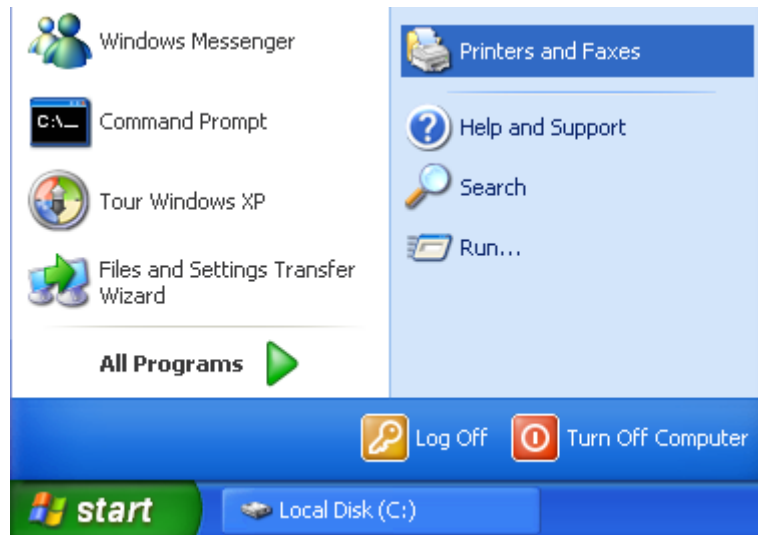 Windows Messenger
C:\_
Command Prompt
Tour Windows XP
Files and Settings Transfer
Wizard
All Programs
Printers and Faxes
Help and Support
Search
Run...
Log Off
Turn Off Computer
start
Local Disk (C:)